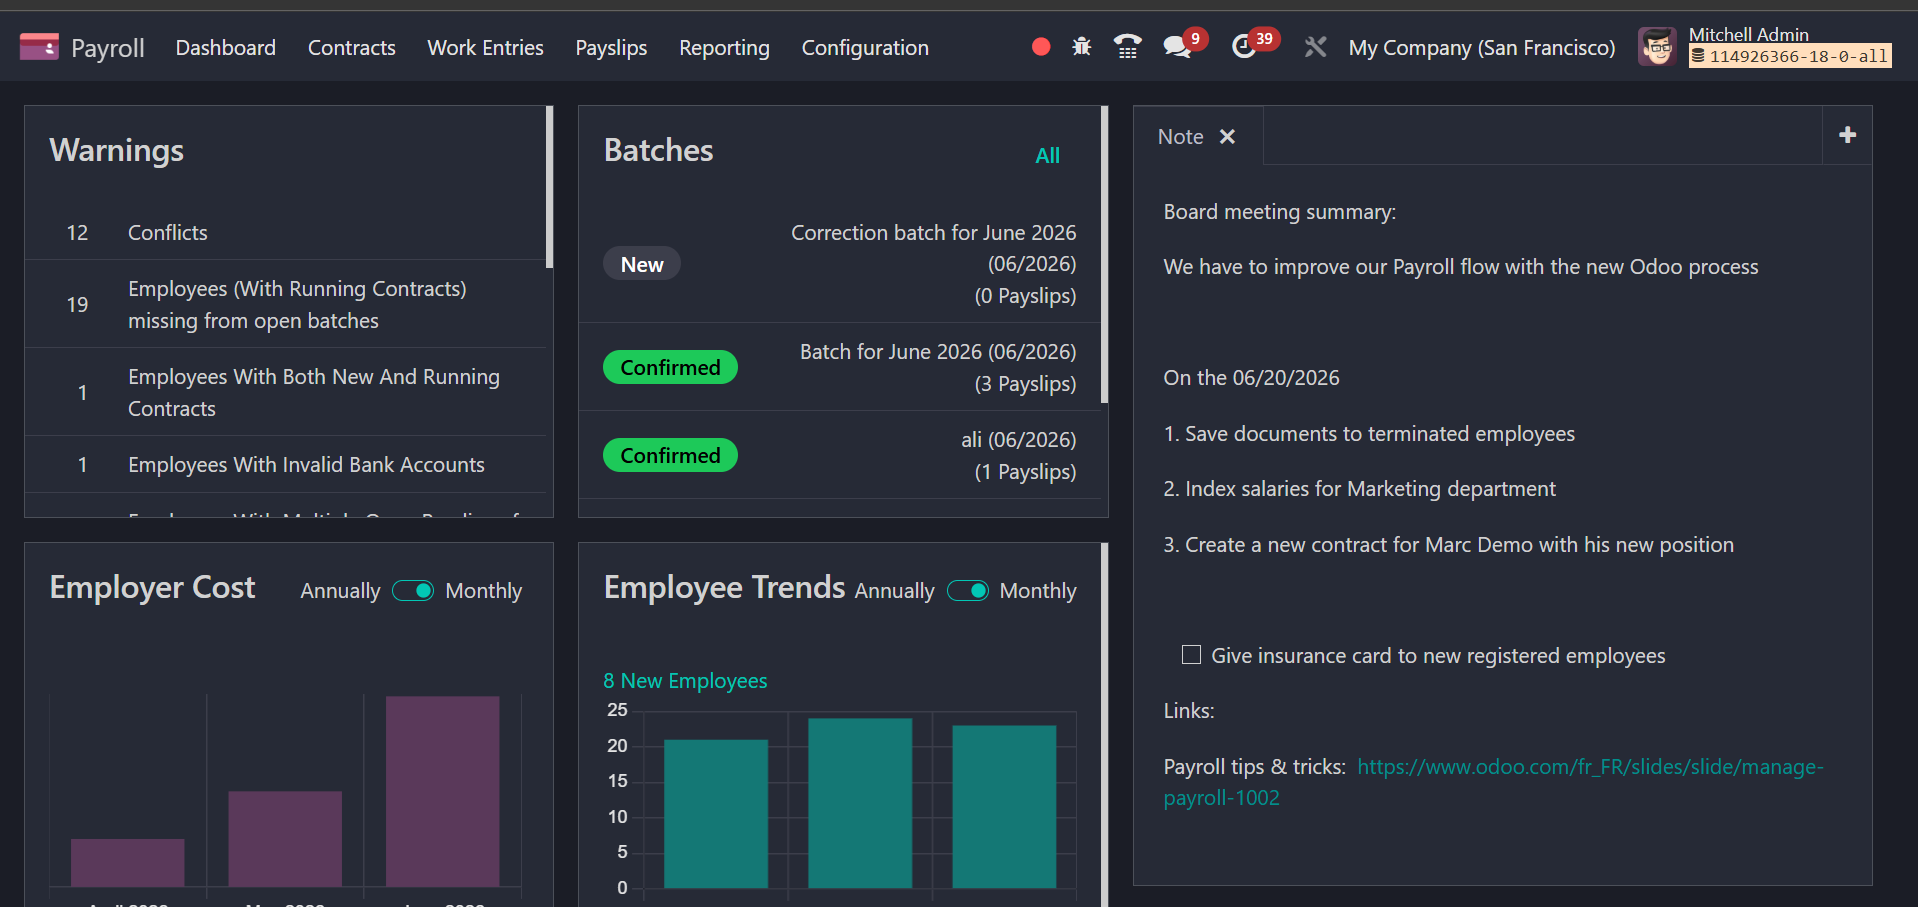 Payroll
Dashboard
Contracts
Work Entries
Payslips
Reporting
Configuration
9
39
My Company (San Francisco)
Mitchell Admin
114926366-18-0-all
Warnings
12 Conflicts
19 Employees (With Running Contracts)
missing from open batches
1 Employees With Both New And Running
Contracts
1 Employees With Invalid Bank Accounts
Batches
All
New
Correction batch for June 2026
(06/2026)
(0 Payslips)
Confirmed
Batch for June 2026 (06/2026)
(3 Payslips)
Confirmed
ali (06/2026)
(1 Payslips)
Employer Cost
Annually
Monthly
Employee Trends
Annually
Monthly
8 New Employees
25
20
15
10
5
0
Note
Board meeting summary:
We have to improve our Payroll flow with the new Odoo process
On the 06/20/2026
1. Save documents to terminated employees
2. Index salaries for Marketing department
3. Create a new contract for Marc Demo with his new position
Give insurance card to new registered employees
Links:
Payroll tips & tricks: https://www.odoo.com/fr_FR/slides/slide/manage-
payroll-1002